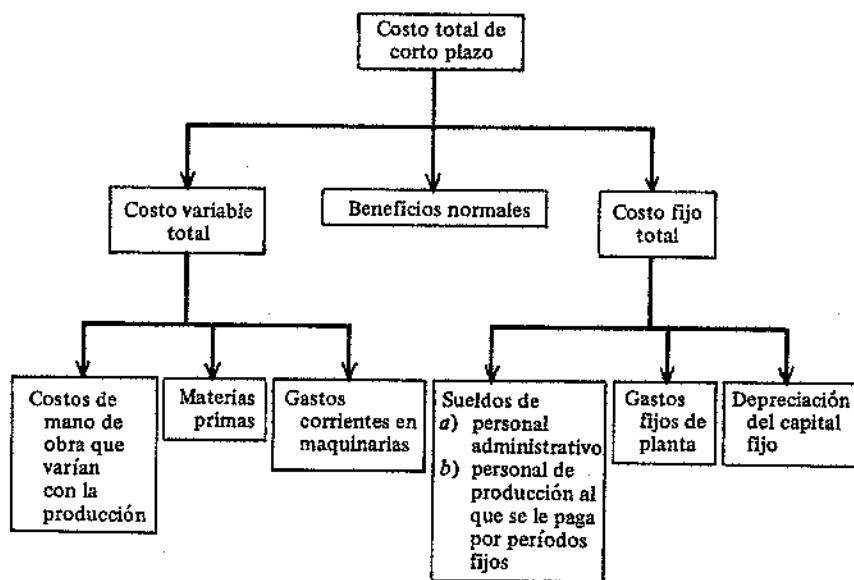 Costo total de
corto plazo
Costo variable
total
Beneficios normales
Costo fijo
total
Costos de
mano de
obra que
varían
con la
producción
Materias
primas
Gastos
corrientes en
maquinarias
Sueldos de
a) personal
administrativo
b) personal de
producción al
que se le paga
por períodos
fijos
Gastos
fijos de
planta
Depreciación
del capital
fijo